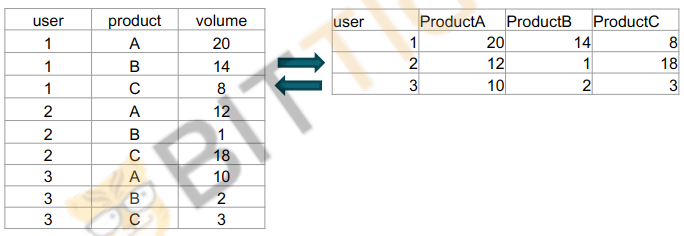 user product volume
1 A 20
1 B 14
1 C 8
2 A 12
2 B 1
2 C 18
3 A 10
3 B 2
3 C 3
user ProductA ProductB ProductC
1 20 14 8
2 12 1 18
3 10 2 3
BITTIG